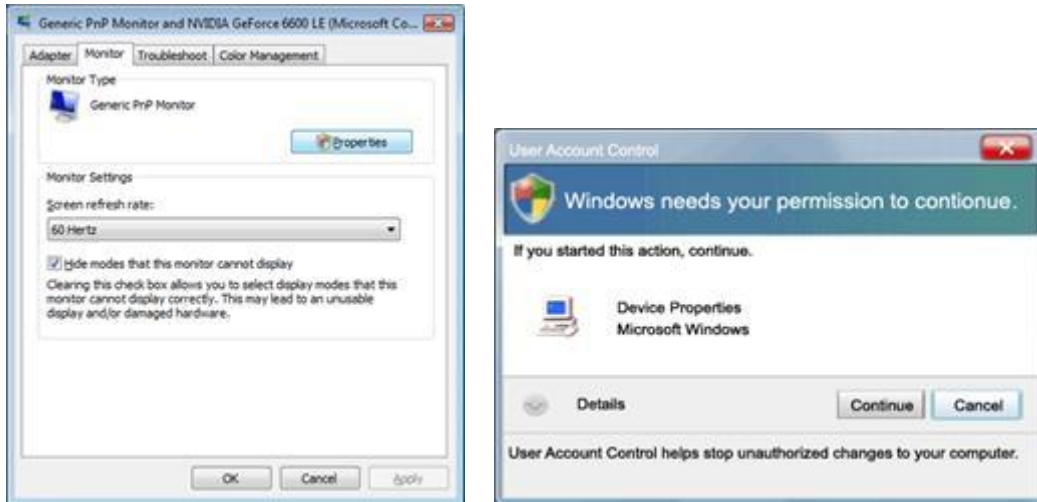 Generic PnP Monitor and NVIDIA GeForce 6600 LE (Microsoft Co...
Adapter Monitor Troubleshoot Color Management
Monitor Type
Generic PnP Monitor
Properties
Monitor Settings
Screen refresh rate:
60 Hertz
Hide modes that this monitor cannot display
Clearing this check box allows you to select display modes that this
monitor cannot display correctly. This may lead to an unusable
display and/or damaged hardware.
OK Cancel Apply
User Account Control
Windows needs your permission to contionue.
If you started this action, continue.
Device Properties
Microsoft Windows
Details Continue Cancel
User Account Control helps stop unauthorized changes to your computer.